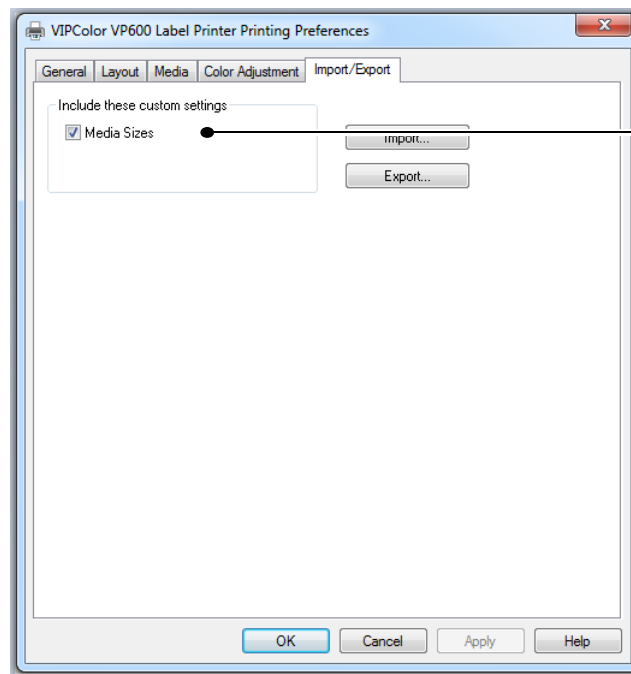 VIPColor VP600 Label Printer Printing Preferences
General Layout Media Color Adjustment Import/Export
Include these custom settings
Media Sizes
Import...
Export...
OK Cancel Apply Help